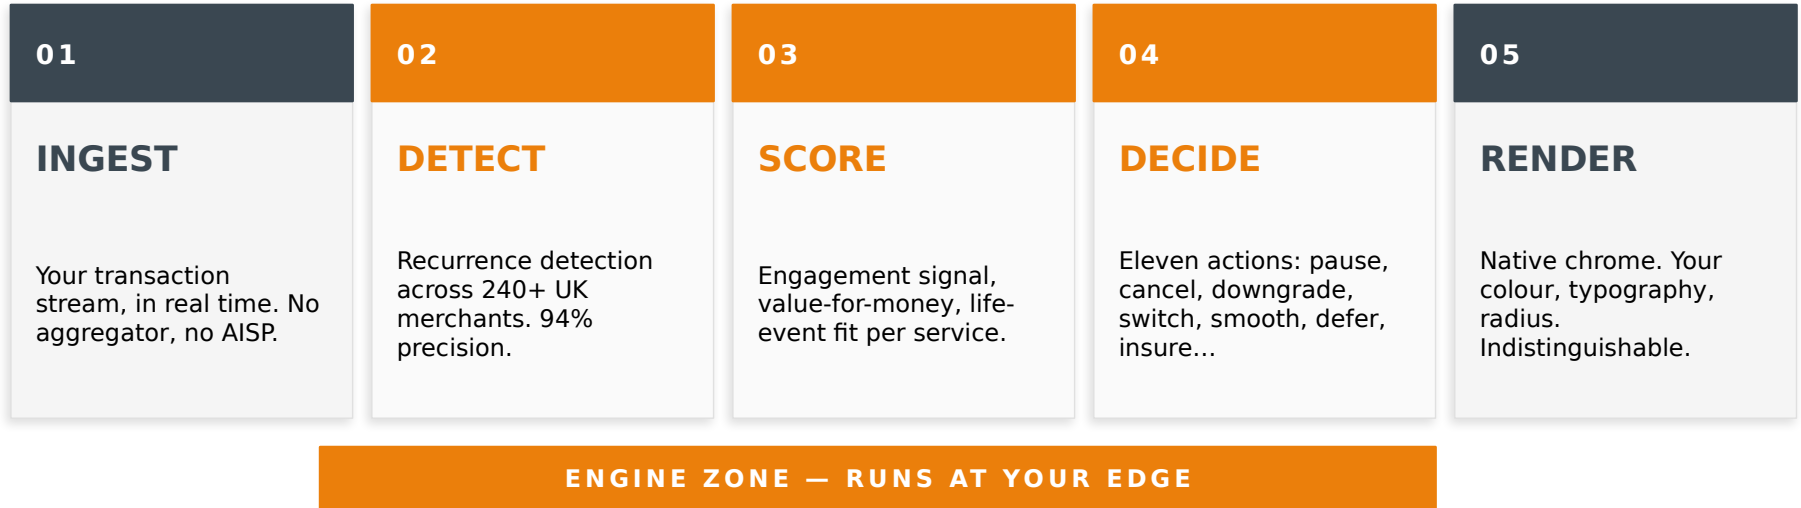 01
INGEST
Your transaction
stream, in real time. No
aggregator, no AISP.
02
DETECT
Recurrence detection
across 240+ UK
merchants. 94%
precision.
03
SCORE
Engagement signal,
value-for-money, life-
event fit per service.
04
DECIDE
Eleven actions: pause,
cancel, downgrade,
switch, smooth, defer,
insure...
05
RENDER
Native chrome. Your
colour, typography,
radius.
Indistinguishable.
ENGINE ZONE — RUNS AT YOUR EDGE